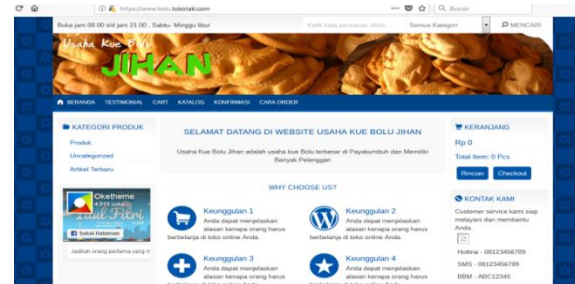 https://www.bolu.tokotaki.com
Buka jam 08.00 s/d jam 21.00 , Sabtu- Minggu libur
Semua Kategori
MENCARI
Usaha Kue Bolu
JIHAN
BERANDA TESTIMONIAL CART KATALOG KONFIRMASI CARA ORDER
KATEGORI PRODUK
Produk
Uncategorized
Artikel Terbaru
Oketheme
Idul Fitri
Sukai Halaman
Jadilah orang pertama yang m
SELAMAT DATANG DI WEBSITE USAHA KUE BOLU JIHAN
Usaha Kue Bolu Jihan adalah usaha kue Bolu terbesar di Payakumbuh dan Memiliki
Banyak Pelanggan
WHY CHOOSE US?
Keunggulan 1
Anda dapat menjelaskan
alasan kenapa orang harus
berbelanja di toko online Anda.
Keunggulan 2
Anda dapat menjelaskan
alasan kenapa orang harus
berbelanja di toko online Anda.
Keunggulan 3
Anda dapat menjelaskan
alasan kenapa orang harus
Keunggulan 4
Anda dapat menjelaskan
alasan kenapa orang harus
KERANJANG
Rp 0
Total Item: 0 Pcs
Rincian Checkout
KONTAK KAMI
Customer service kami siap
melayani dan membantu
Anda.
Hotline - 08123456789
SMS - 08123456789
BBM - ABC12345